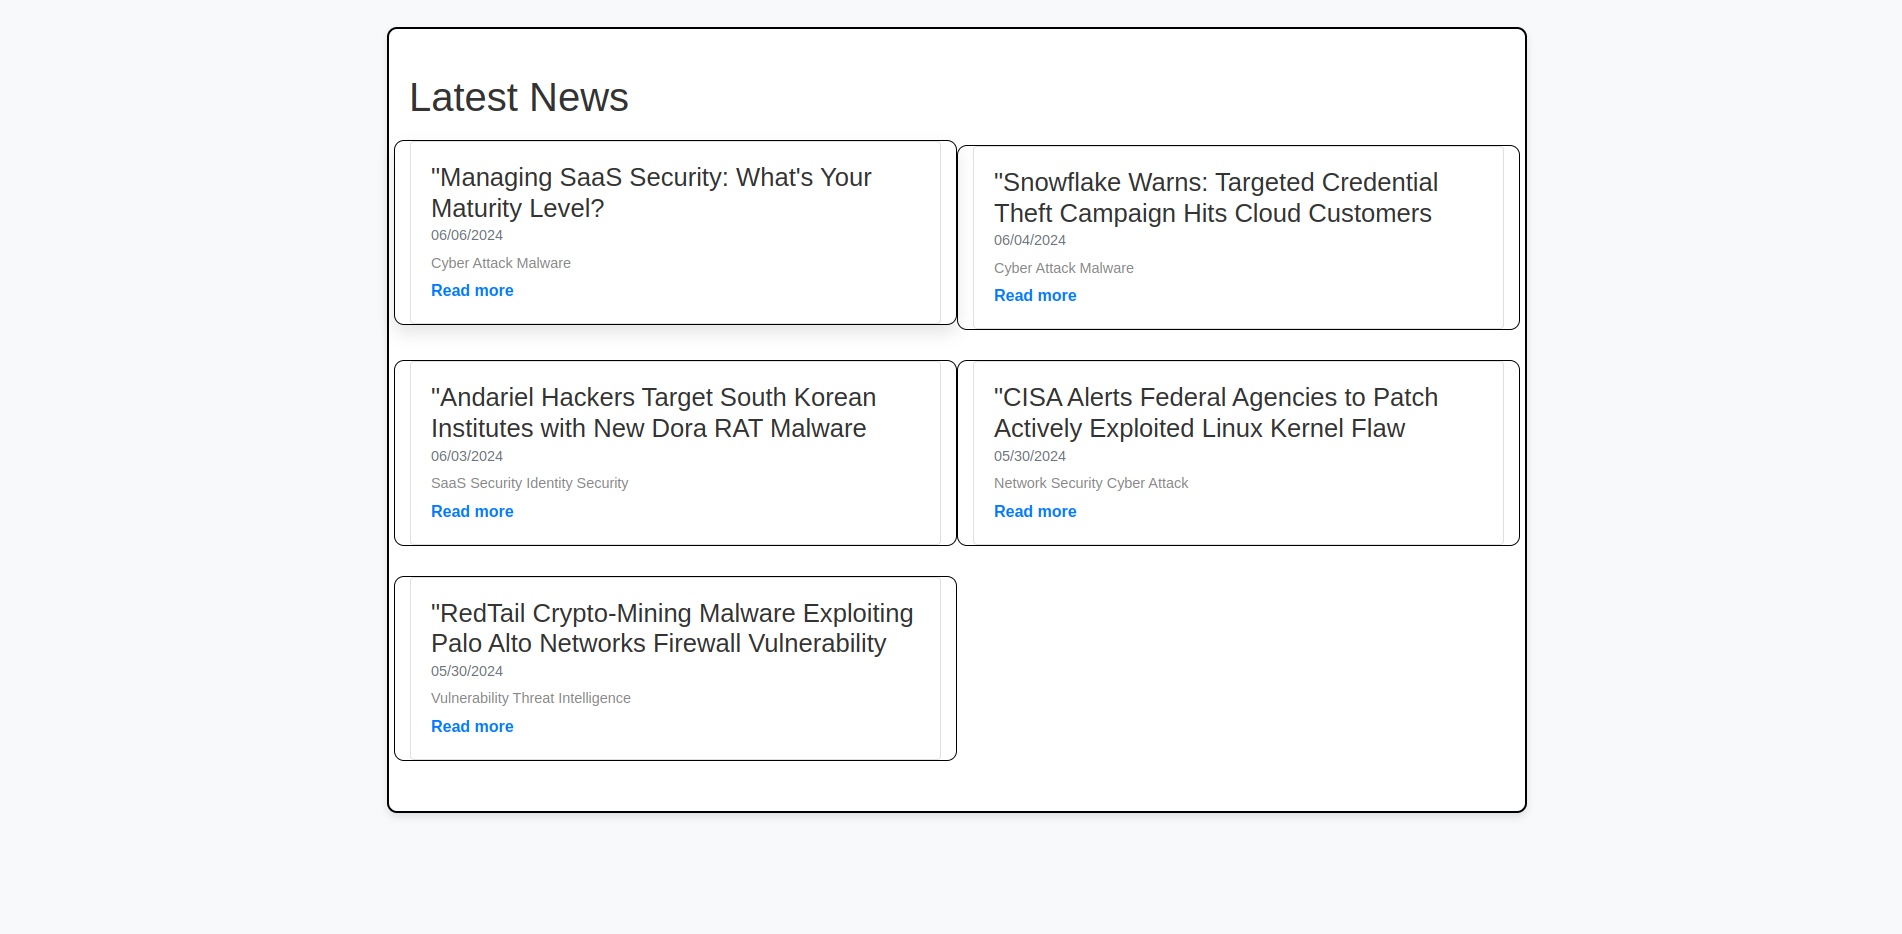 Latest News
"Managing SaaS Security: What's Your
Maturity Level?
06/06/2024
Cyber Attack Malware
Read more
"Snowflake Warns: Targeted Credential
Theft Campaign Hits Cloud Customers
06/04/2024
Cyber Attack Malware
Read more
"Andariel Hackers Target South Korean
Institutes with New Dora RAT Malware
06/03/2024
SaaS Security Identity Security
Read more
"CISA Alerts Federal Agencies to Patch
Actively Exploited Linux Kernel Flaw
05/30/2024
Network Security Cyber Attack
Read more
"RedTail Crypto-Mining Malware Exploiting
Palo Alto Networks Firewall Vulnerability
05/30/2024
Vulnerability Threat Intelligence
Read more